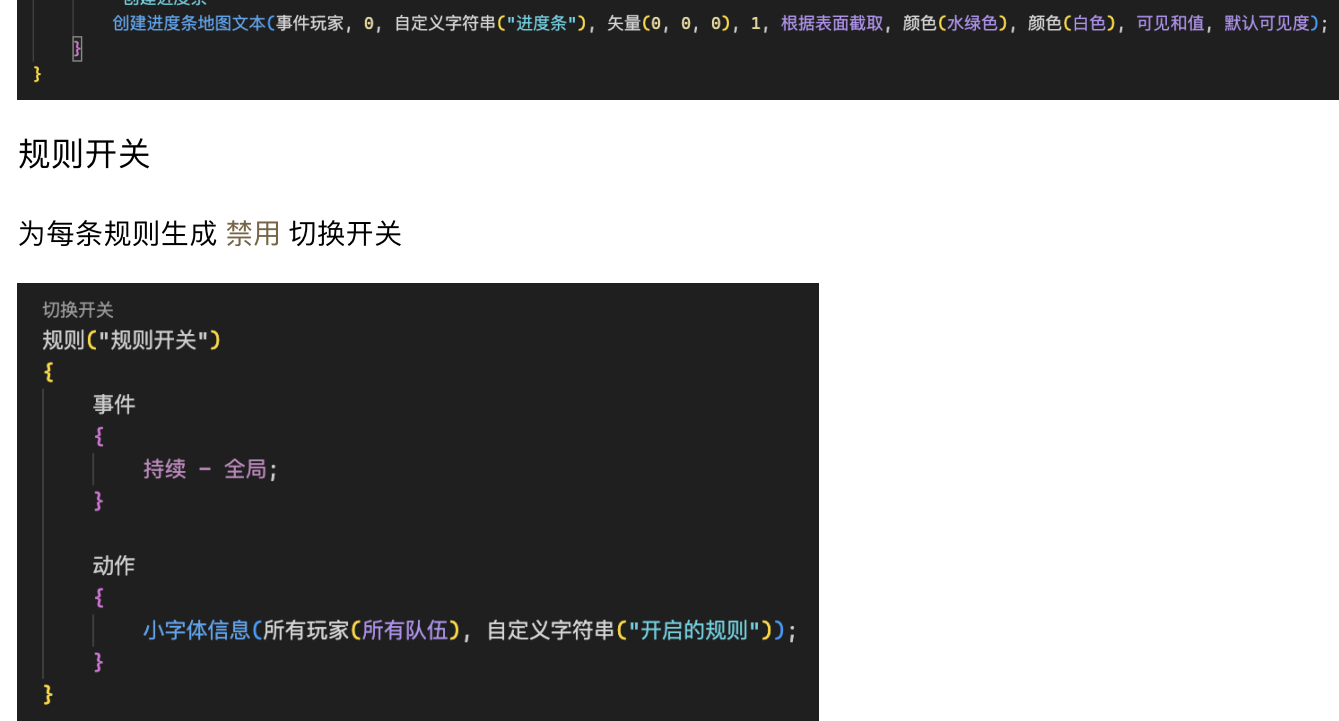 创建进度条
创建进度条地图文本(事件玩家, 0, 自定义字符串("进度条"), 矢量(0, 0, 0), 1, 根据表面截取, 颜色(水绿色), 颜色(白色), 可见和值, 默认可见度);
}
}
规则开关
为每条规则生成 禁用 切换开关
切换开关
规则("规则开关")
{
事件
{
持续 - 全局;
}
动作
{
小字体信息(所有玩家(所有队伍), 自定义字符串("开启的规则"));
}
}